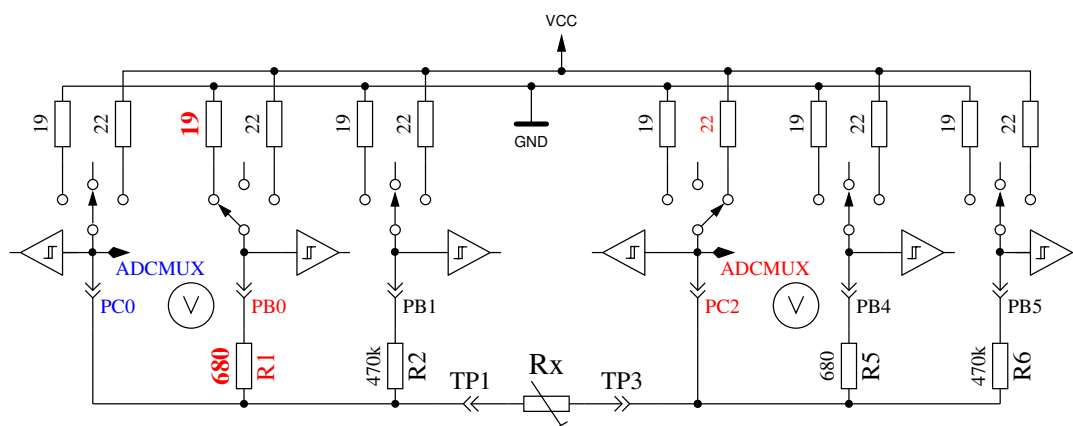 VCC
19
22
19
22
19
22
GND
19
22
19
22
19
22
ADCMUX
ADCMUX
PC0
V
PB0
PB1
PC2
V
PB4
PB5
680
R1
470k
R2
TP1
Rx
TP3
680
R5
470k
R6